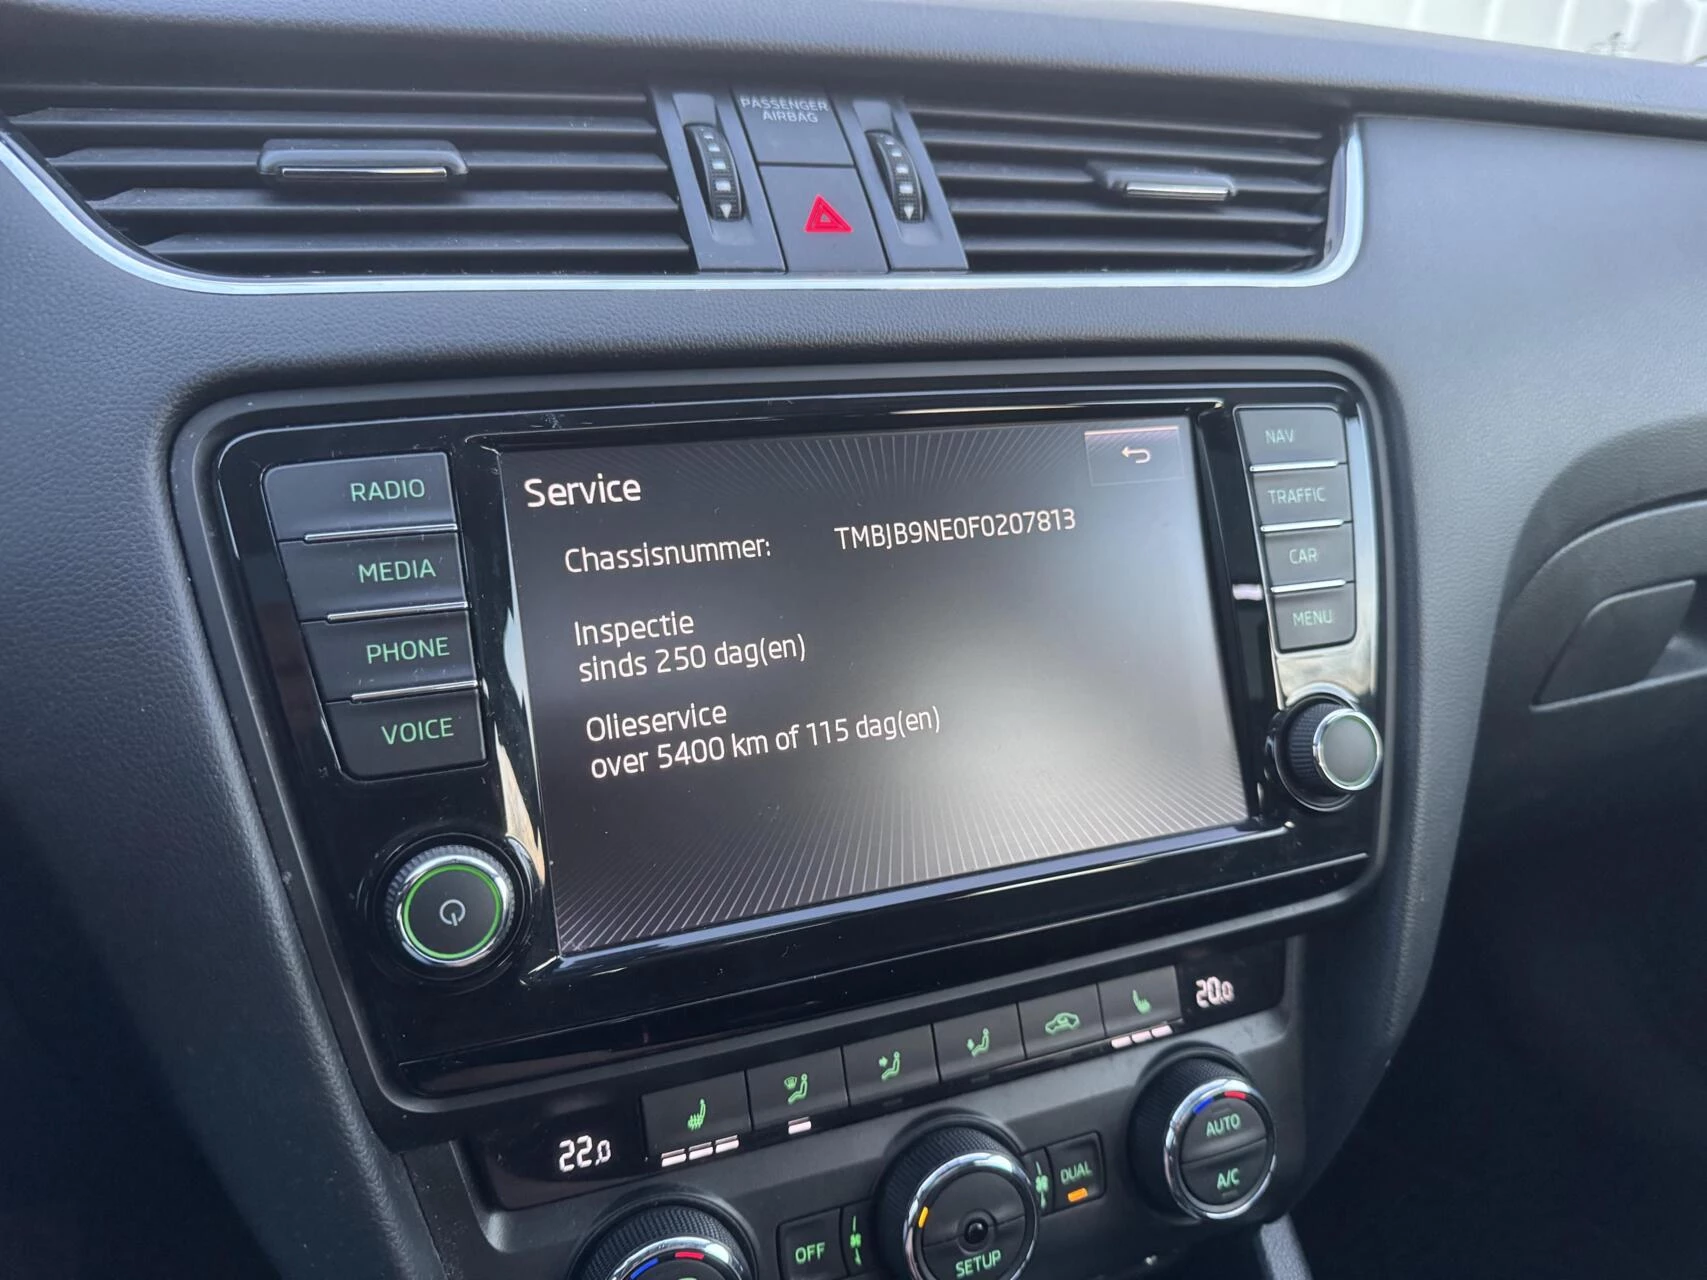 PASSENGER
AIRBAG
RADIO
MEDIA
PHONE
VOICE
Service
Chassisnummer: TMBJB9NE0F0207813
Inspectie
sinds 250 dag(en)
Olieservice
over 5400 km of 115 dag(en)
NAV
TRAFFIC
CAR
MENU
22.0
20.0
OFF
SETUP
DUAL
AUTO
A/C